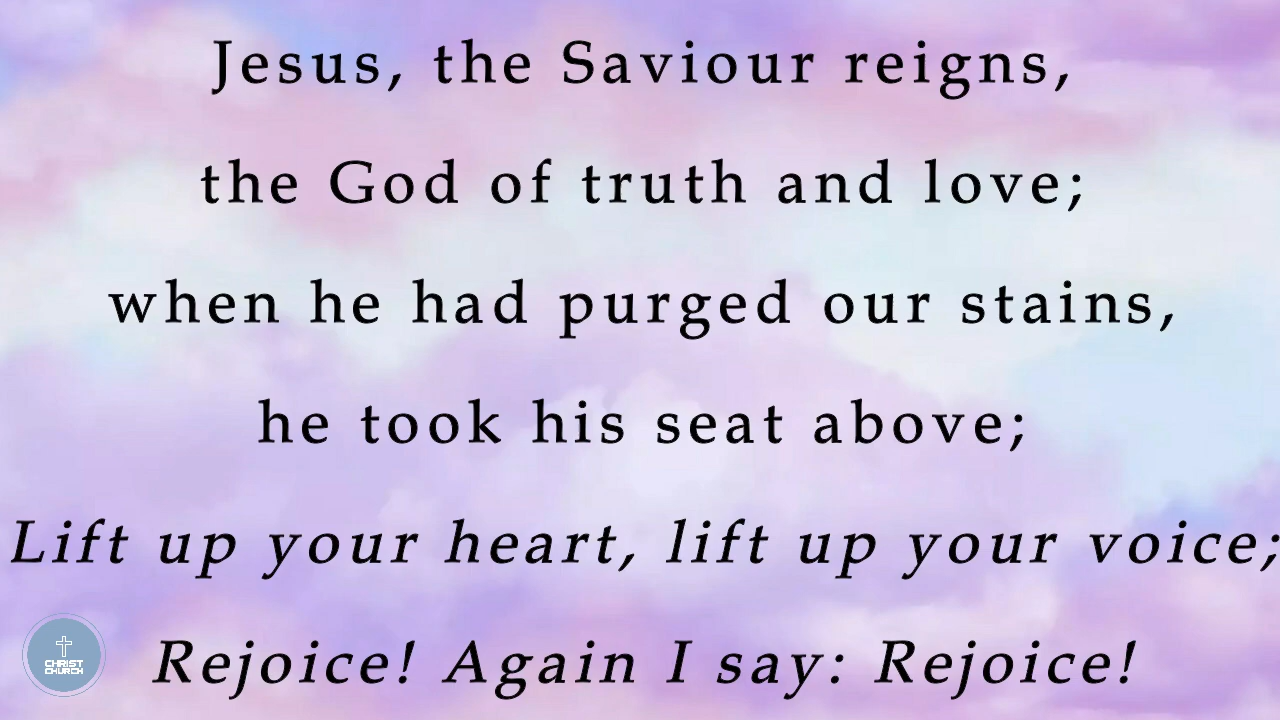 Jesus, the Saviour reigns,
the God of truth and love;
when he had purged our stains,
he took his seat above;
Lift up your heart, lift up your voice;
Rejoice! Again I say: Rejoice!
CHRIST
CHURCH